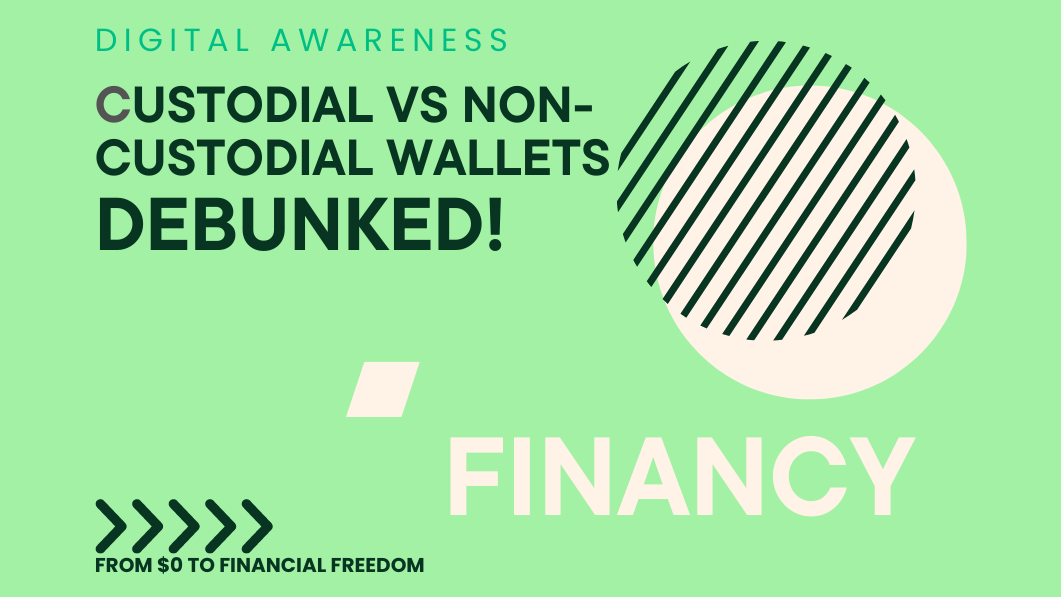 DIGITAL AWARENESS
CUSTODIAL VS NON-
CUSTODIAL WALLETS
DEBUNKED!
FINANCY
FROM $0 TO FINANCIAL FREEDOM